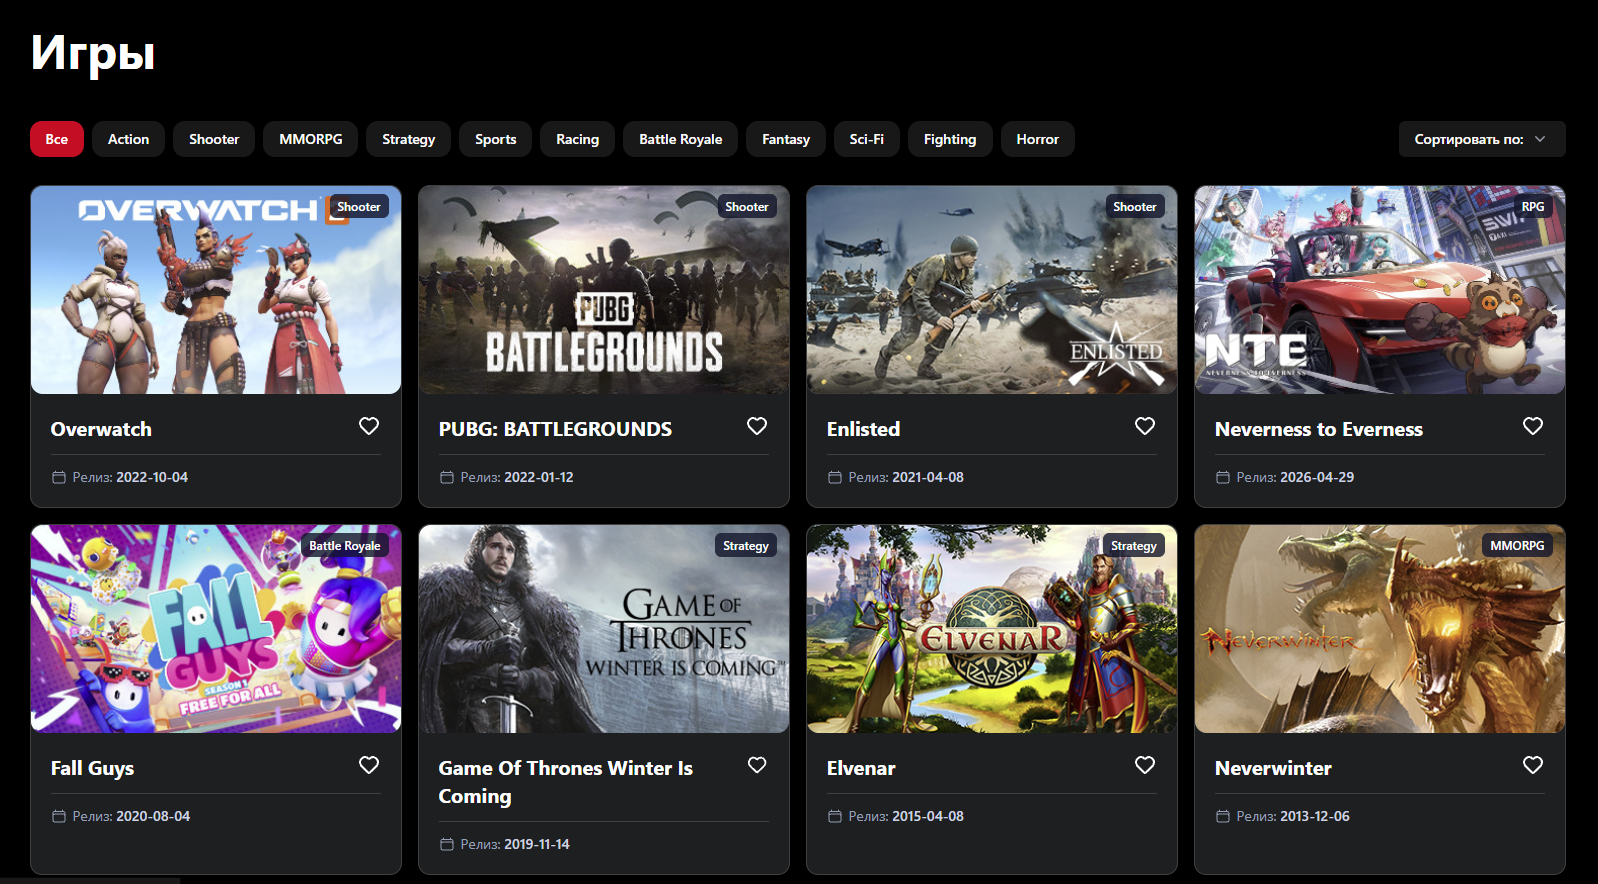 Игры
Все
Action
Shooter
MMORPG
Strategy
Sports
Racing
Battle Royale
Fantasy
Sci-Fi
Fighting
Horror
Сортировать по:
OVERWATCH
Shooter
PUBG
BATTLEGROUNDS
Shooter
ENLISTED
Shooter
NTE
NEVERNESS TO EVERNESS
RPG
Overwatch
Релиз: 2022-10-04
PUBG: BATTLEGROUNDS
Релиз: 2022-01-12
Enlisted
Релиз: 2021-04-08
Neverness to Everness
Релиз: 2026-04-29
Battle Royale
FALL
GUYS
SEASON 1
FREE FOR ALL
Strategy
GAME OF
THRONES
WINTER IS COMING™
Strategy
ELVENAR
MMORPG
NEVERWINTER
Fall Guys
Релиз: 2020-08-04
Game Of Thrones Winter Is
Coming
Релиз: 2019-11-14
Elvenar
Релиз: 2015-04-08
Neverwinter
Релиз: 2013-12-06